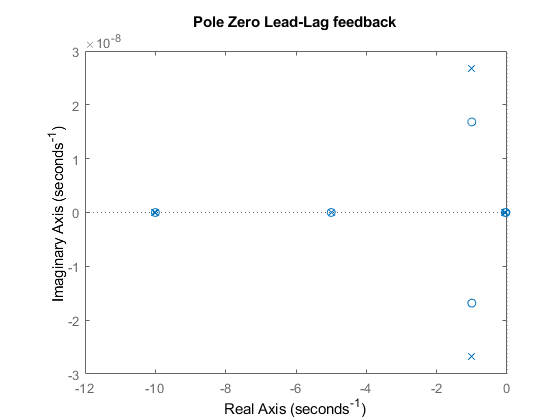 Pole Zero Lead-Lag feedback
×10⁻⁸
3
2
1
0
-1
-2
-3
Imaginary Axis (seconds⁻¹)
-12 -10 -8 -6 -4 -2 0
Real Axis (seconds⁻¹)